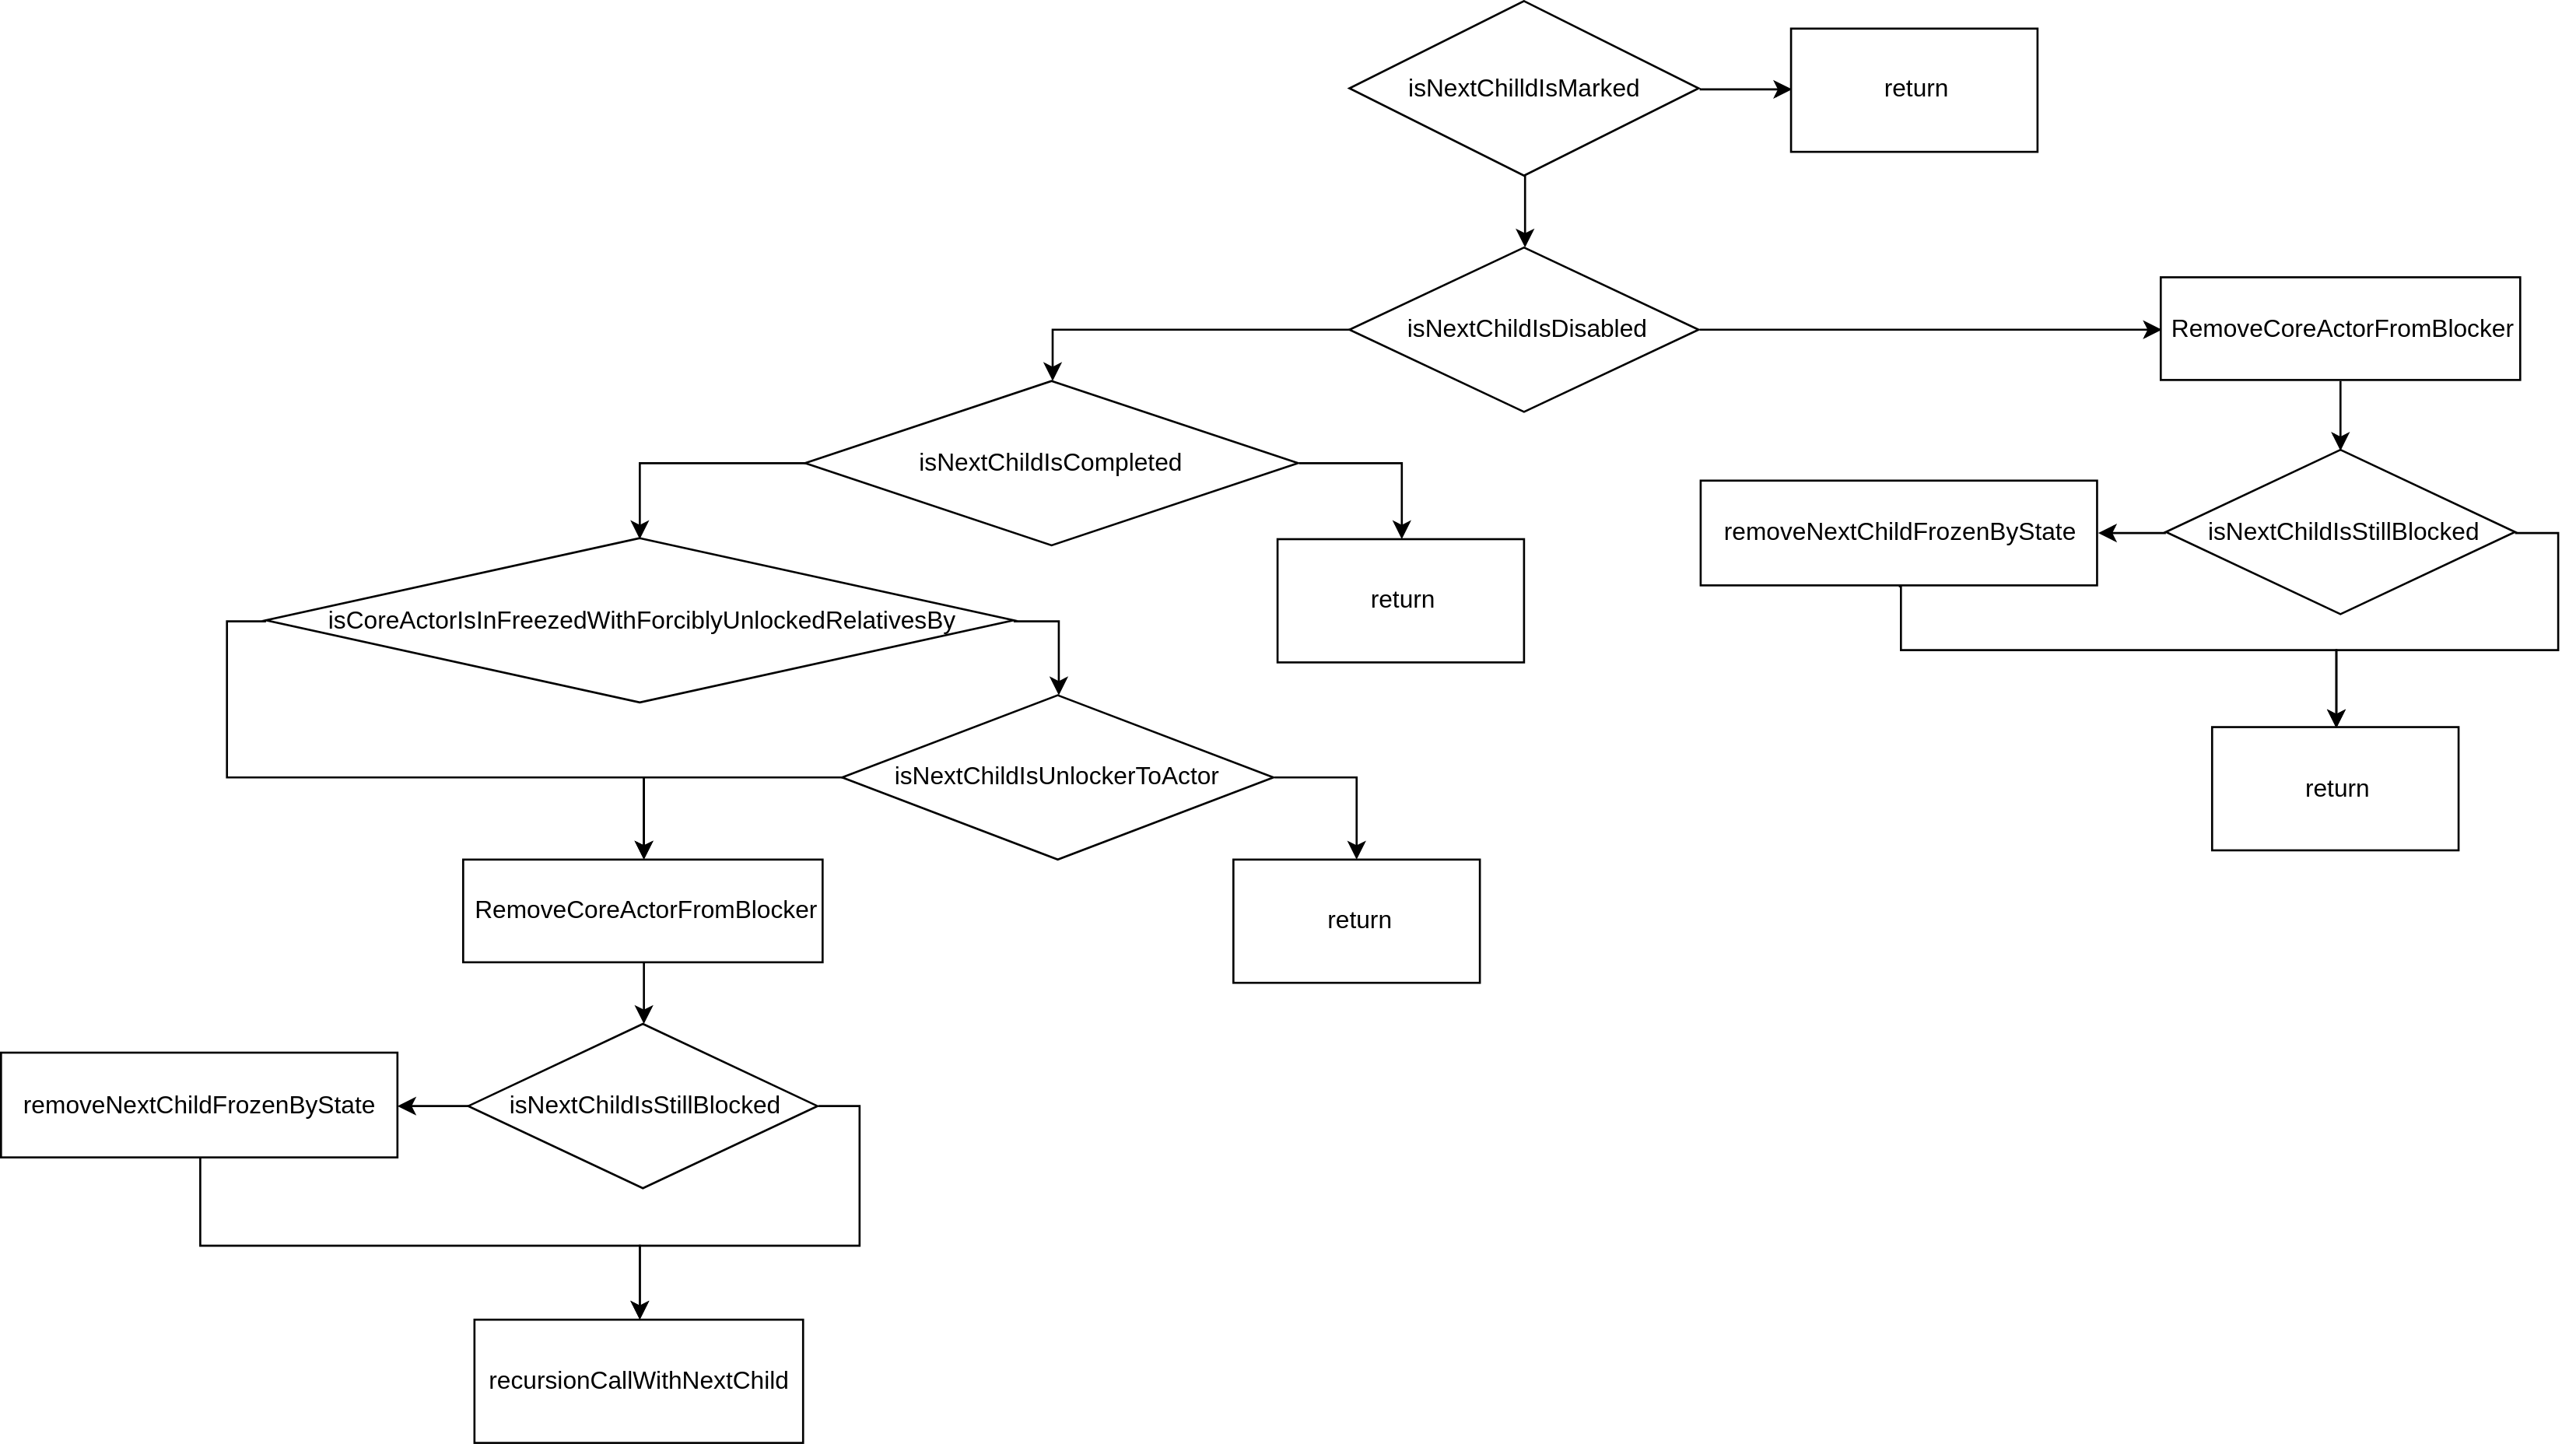 isNextChilldIsMarked
return
isNextChildIsDisabled
RemoveCoreActorFromBlocker
isNextChildIsCompleted
removeNextChildFrozenByState
isNextChildIsStillBlocked
return
isCoreActorIsInFreezedWithForciblyUnlockedRelativesBy
isNextChildIsUnlockerToActor
return
RemoveCoreActorFromBlocker
return
isNextChildIsStillBlocked
removeNextChildFrozenByState
recursionCallWithNextChild